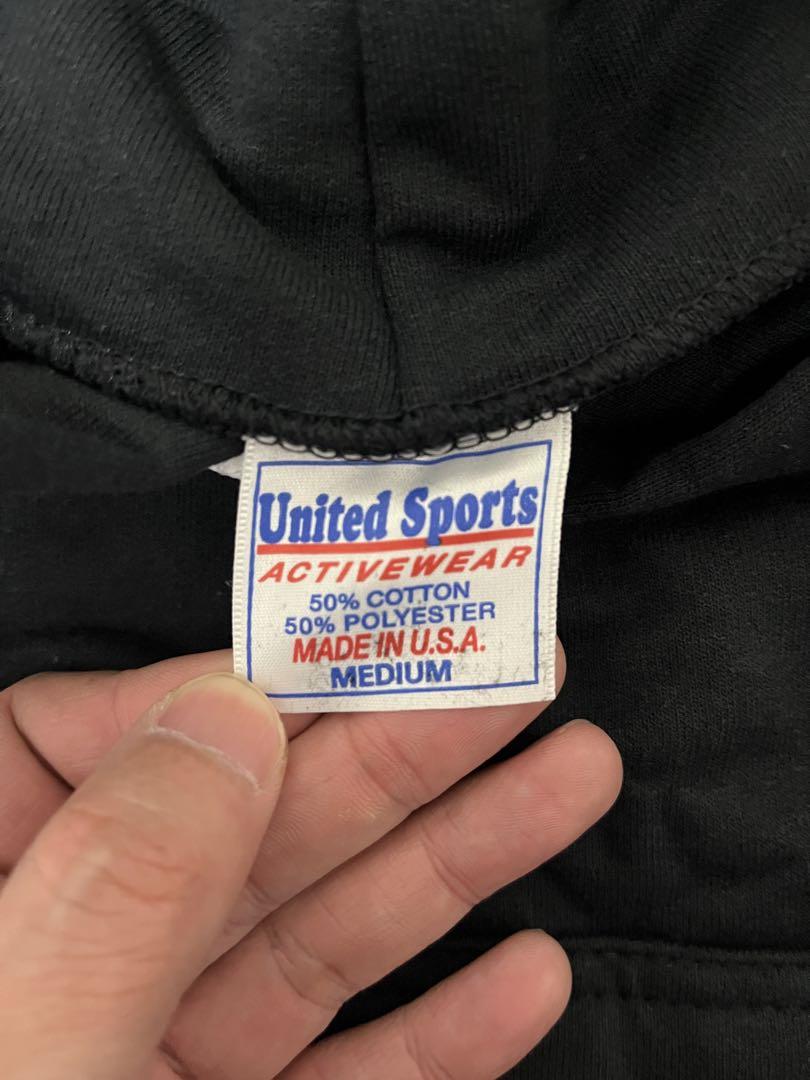 United Sports
ACTIVEWEAR
50% COTTON
50% POLYESTER
MADE IN U.S.A.
MEDIUM